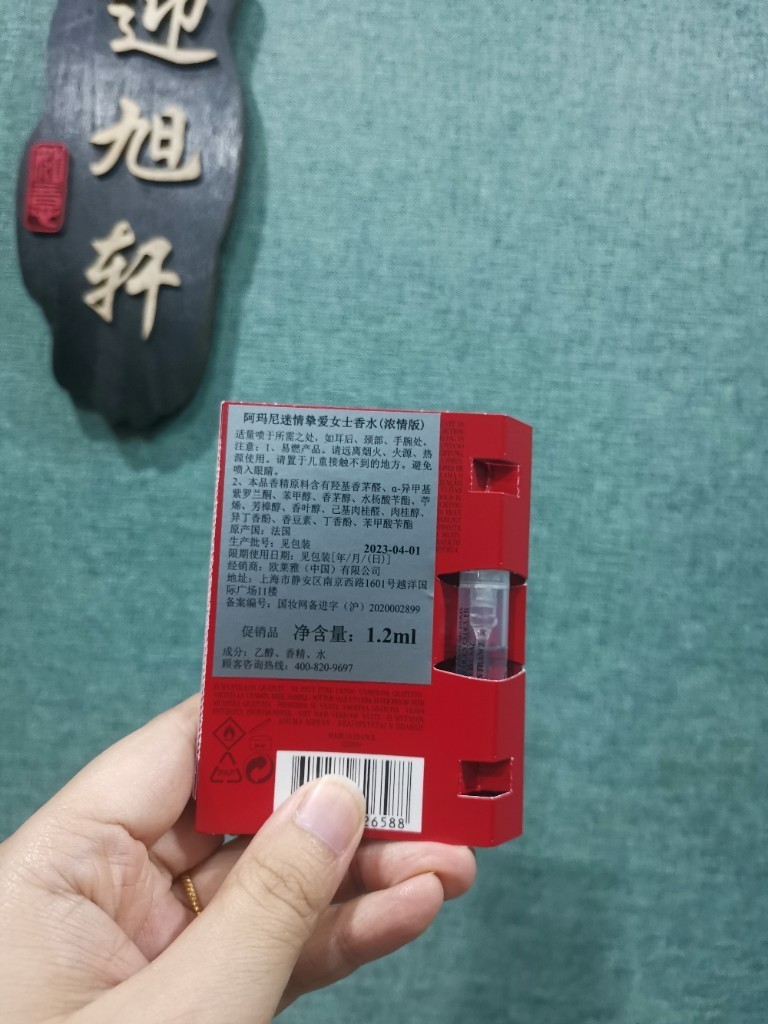 迎
旭
轩
阿玛尼迷情挚爱女士香水(浓情版)
适量喷于所需之处，如耳后、颈部、手腕处。
注意：1、易燃产品。请远离烟火、火源、热
源使用。请置于儿童接触不到的地方。避免
喷入眼睛。
2、本品香精原料含有羟基香茅醛、α-异甲基
紫罗兰酮、苯甲醇、香茅醇、水杨酸苄酯、苧
烯、芳樟醇、香叶醇、己基肉桂醛、肉桂醇、
异丁香酚、香豆素、丁香酚、苯甲酸苄酯
原产国：法国
生产批号：见包装 2023-04-01
限期使用日期：见包装[年/月/(日)]
经销商：欧莱雅（中国）有限公司
地址：上海市静安区南京西路1601号越洋国
际广场11楼
备案编号：国妆网备进字（沪）2020002899
促销品 净含量：1.2ml
成分：乙醇、香精、水
顾客咨询热线：400-820-9697
PAP
26588